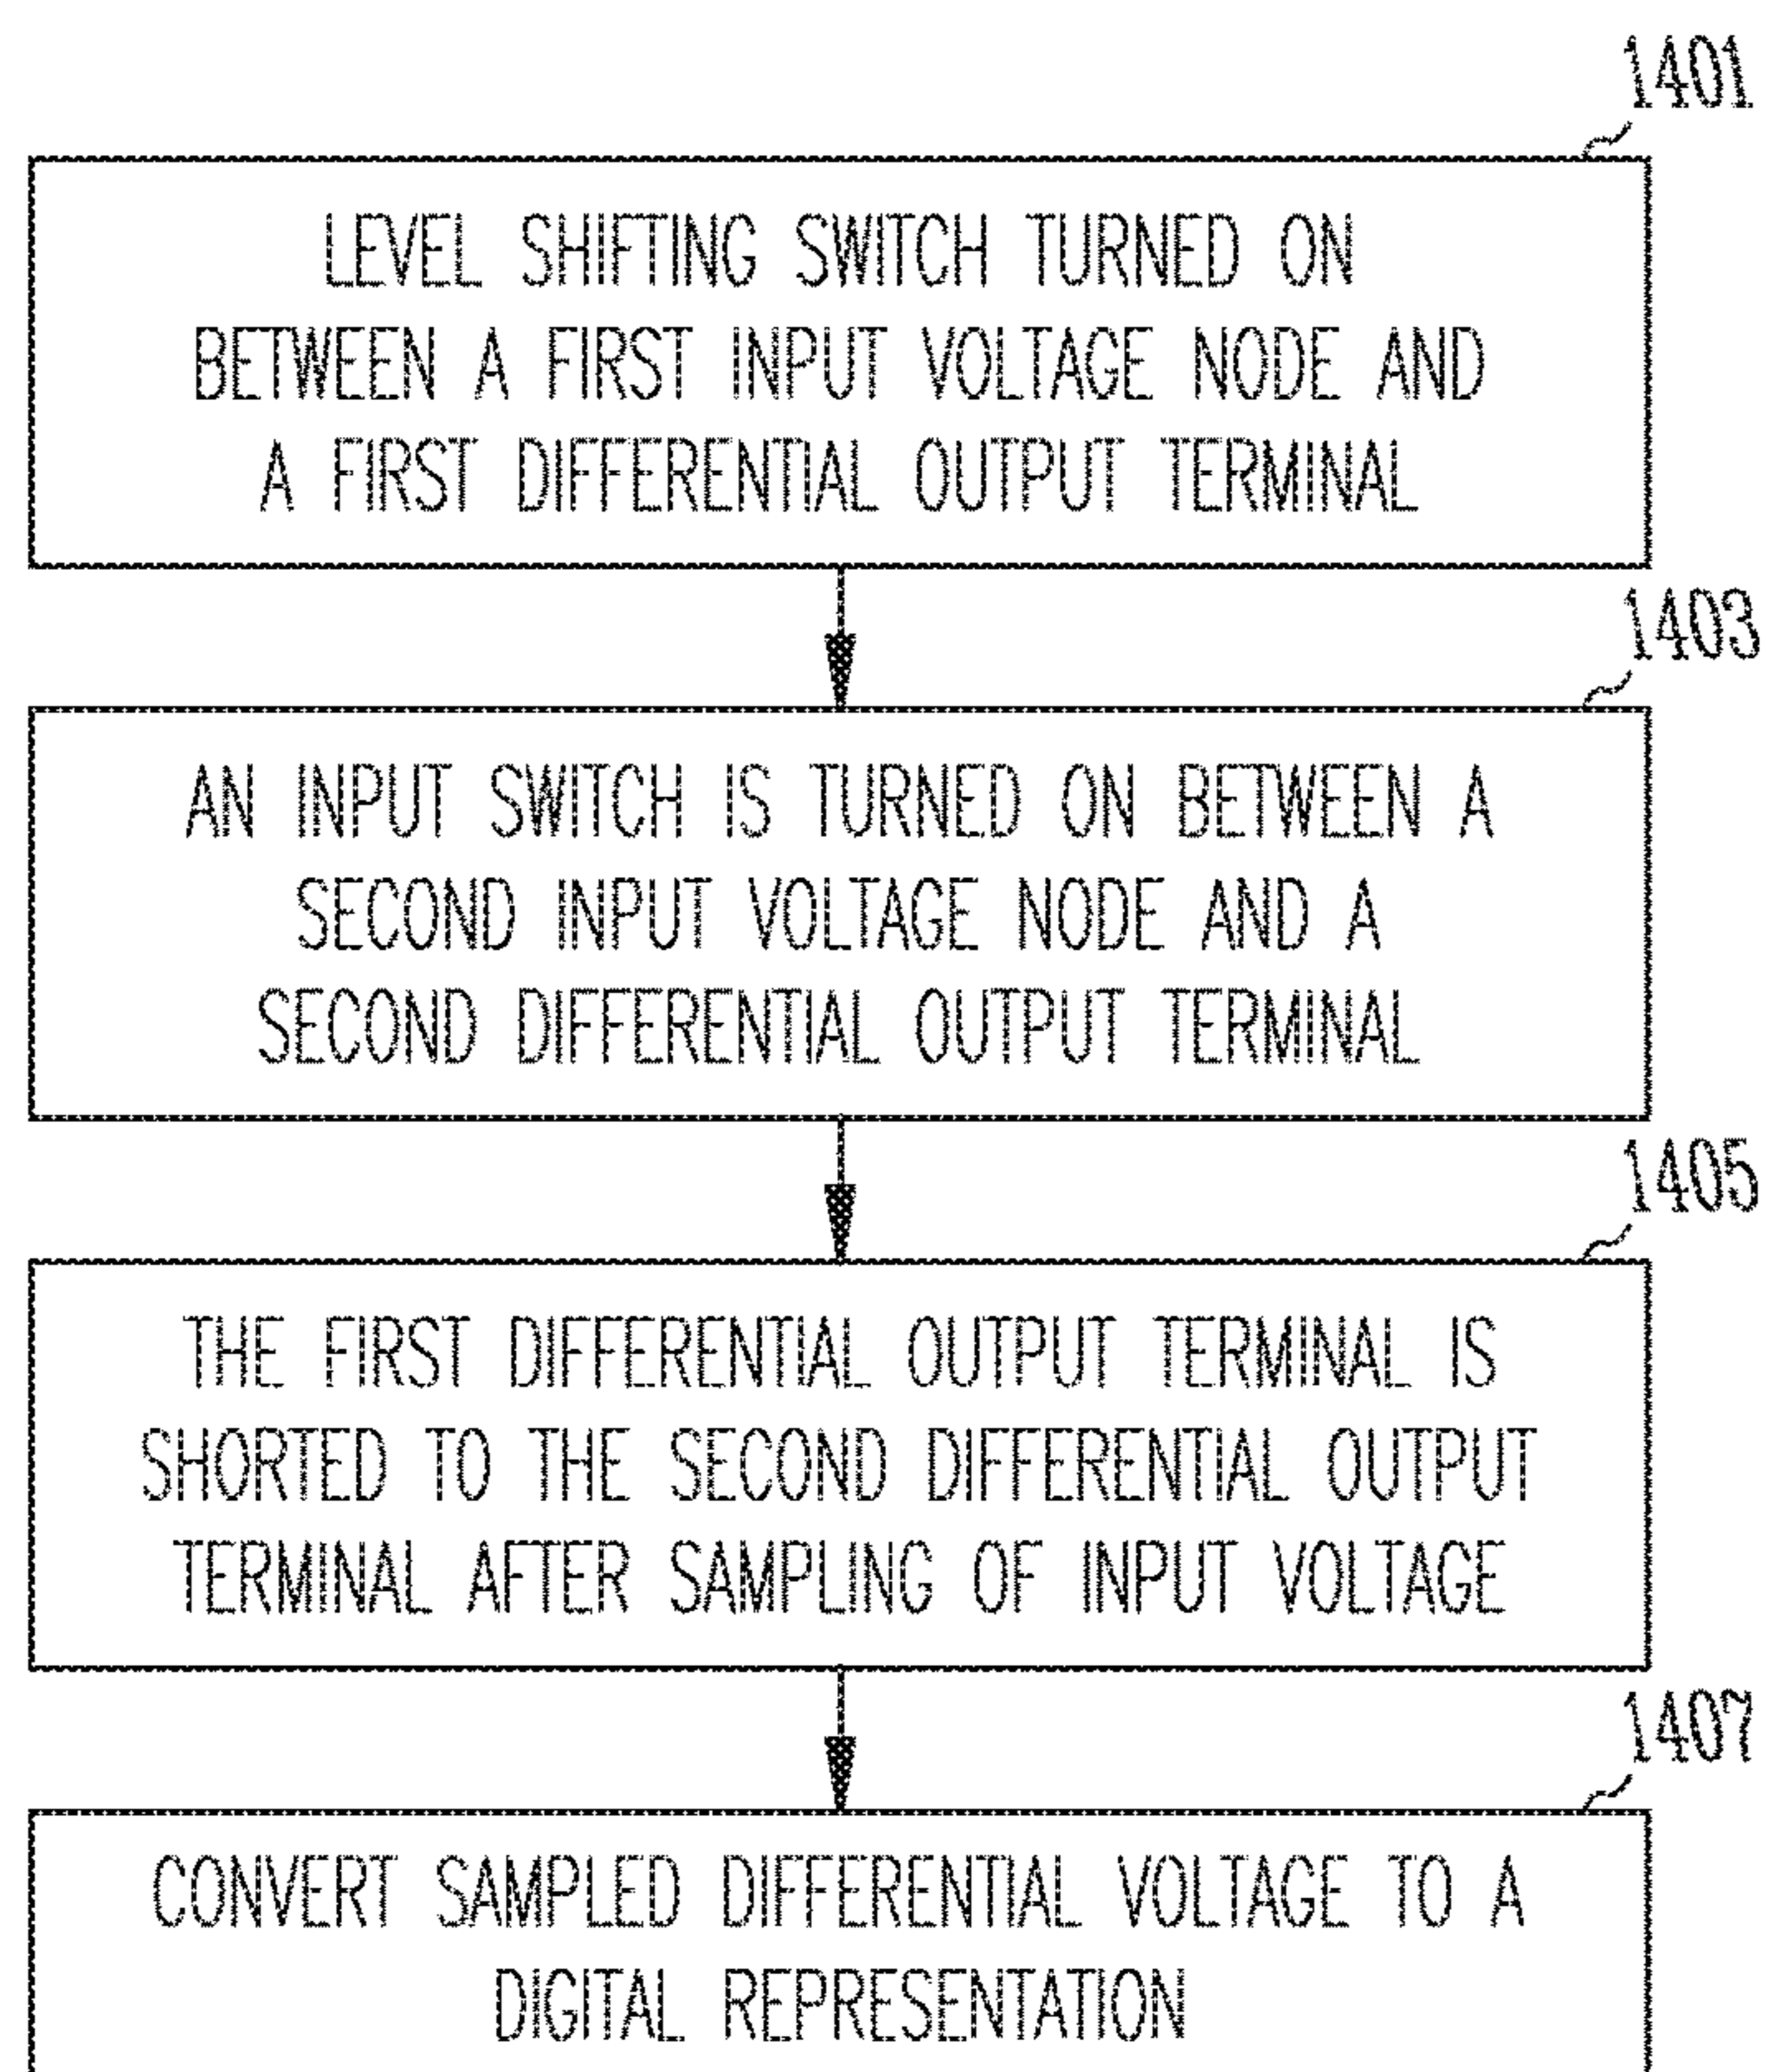 1401
LEVEL SHIFTING SWITCH TURNED ON
BETWEEN A FIRST INPUT VOLTAGE NODE AND
A FIRST DIFFERENTIAL OUTPUT TERMINAL
1403
AN INPUT SWITCH IS TURNED ON BETWEEN A
SECOND INPUT VOLTAGE NODE AND A
SECOND DIFFERENTIAL OUTPUT TERMINAL
1405
THE FIRST DIFFERENTIAL OUTPUT TERMINAL IS
SHORTED TO THE SECOND DIFFERENTIAL OUTPUT
TERMINAL AFTER SAMPLING OF INPUT VOLTAGE
1407
CONVERT SAMPLED DIFFERENTIAL VOLTAGE TO A
DIGITAL REPRESENTATION